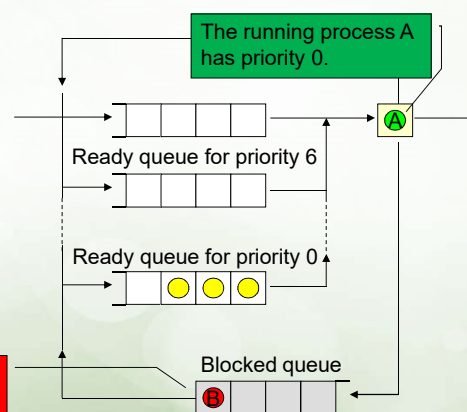 The running process A
has priority 0.
A
Ready queue for priority 6
Ready queue for priority 0
Blocked queue
B